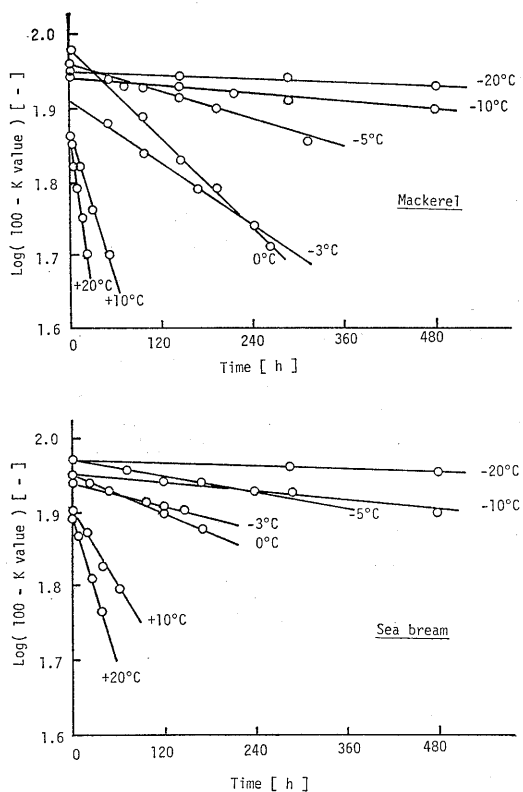 2.0
1.9
1.8
1.7
1.6
Log( 100 - K value ) [ - ]
-20°C
-10°C
-5°C
Mackerel
-3°C
0°C
+20°C
+10°C
0
120
240
360
480
Time [ h ]
2.0
1.9
1.8
1.7
1.6
Log( 100 - K value ) [ - ]
-20°C
-10°C
-5°C
-3°C
0°C
+10°C
Sea bream
+20°C
0
120
240
360
480
Time [ h ]